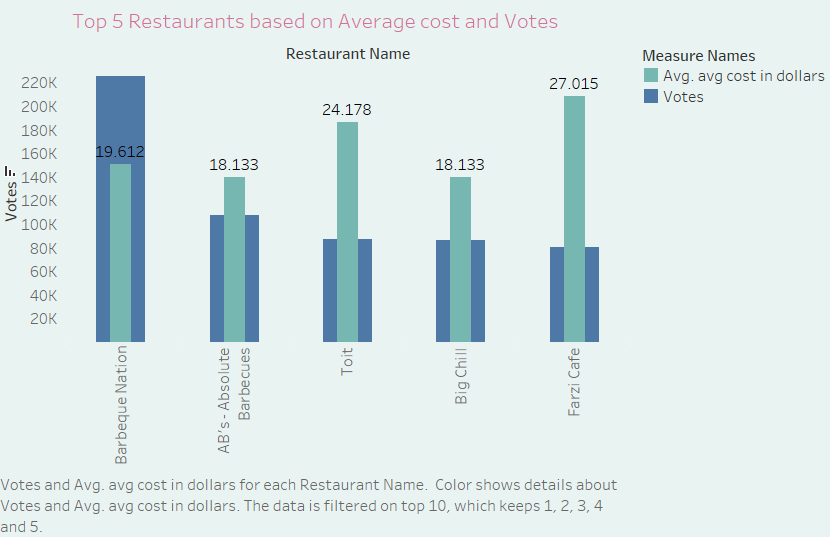 Top 5 Restaurants based on Average cost and Votes
Restaurant Name
Measure Names
Avg. avg cost in dollars
Votes
Votes
220K
200K
180K
160K
140K
120K
100K
80K
60K
40K
20K
19.612
18.133
24.178
18.133
27.015
Barbeque Nation
AB's - Absolute
Barbecues
Toit
Big Chill
Farzi Cafe
Votes and Avg. avg cost in dollars for each Restaurant Name.  Color shows details about
Votes and Avg. avg cost in dollars. The data is filtered on top 10, which keeps 1, 2, 3, 4
and 5.